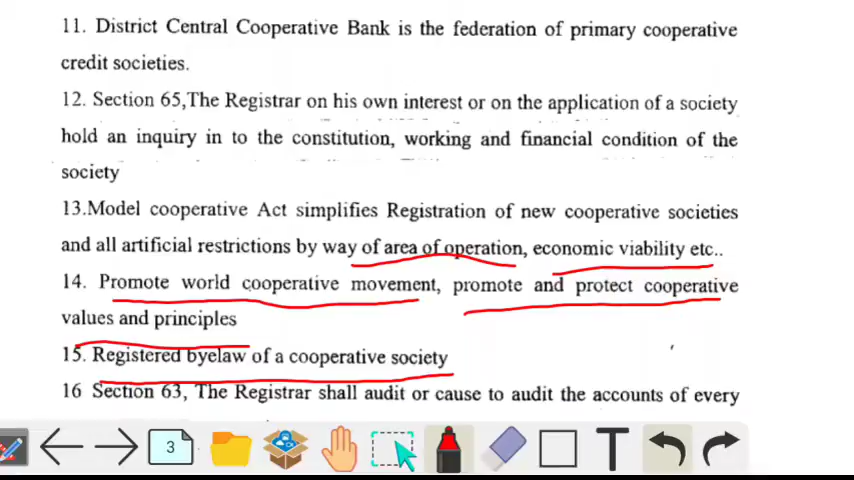 11. District Central Cooperative Bank is the federation of primary cooperative
credit societies.
12. Section 65,The Registrar on his own interest or on the application of a society
hold an inquiry in to the constitution, working and financial condition of the
society
13.Model cooperative Act simplifies Registration of new cooperative societies
and all artificial restrictions by way of area of operation, economic viability etc..
14. Promote world cooperative movement, promote and protect cooperative
values and principles
15. Registered byelaw of a cooperative society
16 Section 63, The Registrar shall audit or cause to audit the accounts of every
3
T